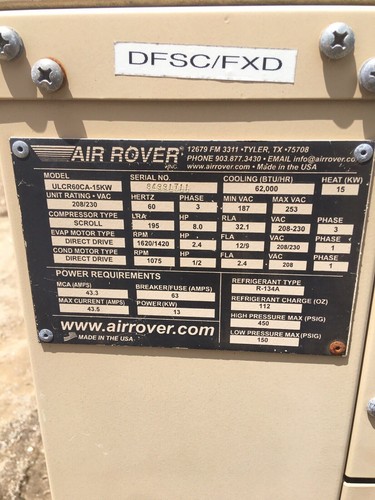 DFSC/FXD
AIR ROVER INC. ®
12679 FM 3311 • TYLER, TX • 75708
PHONE 903.877.3430 • EMAIL info@airrover.
www.airrover.com • Made in the USA
MODEL SERIAL NO. COOLING (BTU/HR) HEAT (KW)
ULCR60CA-15KW 62,000 15
UNIT RATING • VAC HERTZ PHASE MIN VAC MAX VAC
208/230 60 3 187 253
COMPRESSOR TYPE LRA HP RLA VAC PHASE
SCROLL 195 8.0 32.1 208-230 3
EVAP MOTOR TYPE RPM HP FLA VAC PHASE
DIRECT DRIVE 1620/1420 2.4 12/9 208/230 1
COND MOTOR TYPE RPM HP FLA VAC PHASE
DIRECT DRIVE 1075 1/2 2.4 208 1
POWER REQUIREMENTS
MCA (AMPS) BREAKER/FUSE (AMPS)
43.3 63
MAX CURRENT (AMPS) POWER (KW)
43.5 13
REFRIGERANT TYPE
R-134A
REFRIGERANT CHARGE (OZ)
112
HIGH PRESSURE MAX (PSIG)
450
LOW PRESSURE MAX (PSIG)
150
www.airrover.com
MADE IN THE USA